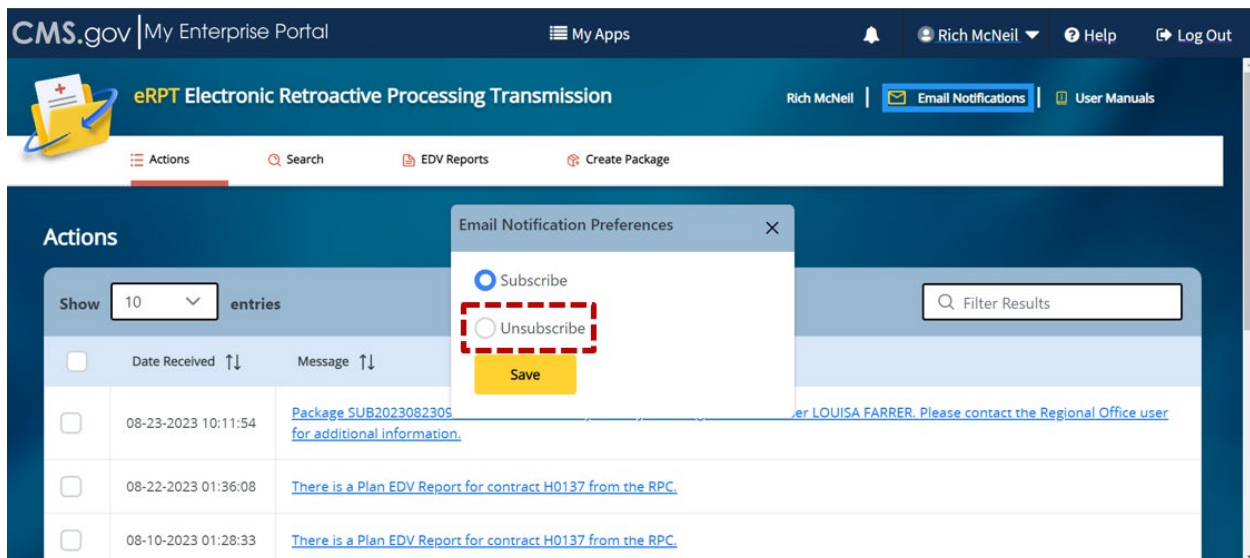 CMS.gov My Enterprise Portal My Apps Rich McNeil Help Log Out
eRPT Electronic Retroactive Processing Transmission Rich McNeil Email Notifications User Manuals
Actions Search EDV Reports Create Package
Email Notification Preferences
Actions
Subscribe
Show 10 entries Filter Results
Unsubscribe
Save
Date Received Message
08-23-2023 10:11:54 Package SUB2023082309 LOUISA FARRER. Please contact the Regional Office user
for additional information.
08-22-2023 01:36:08 There is a Plan EDV Report for contract H0137 from the RPC.
08-10-2023 01:28:33 There is a Plan EDV Report for contract H0137 from the RPC.